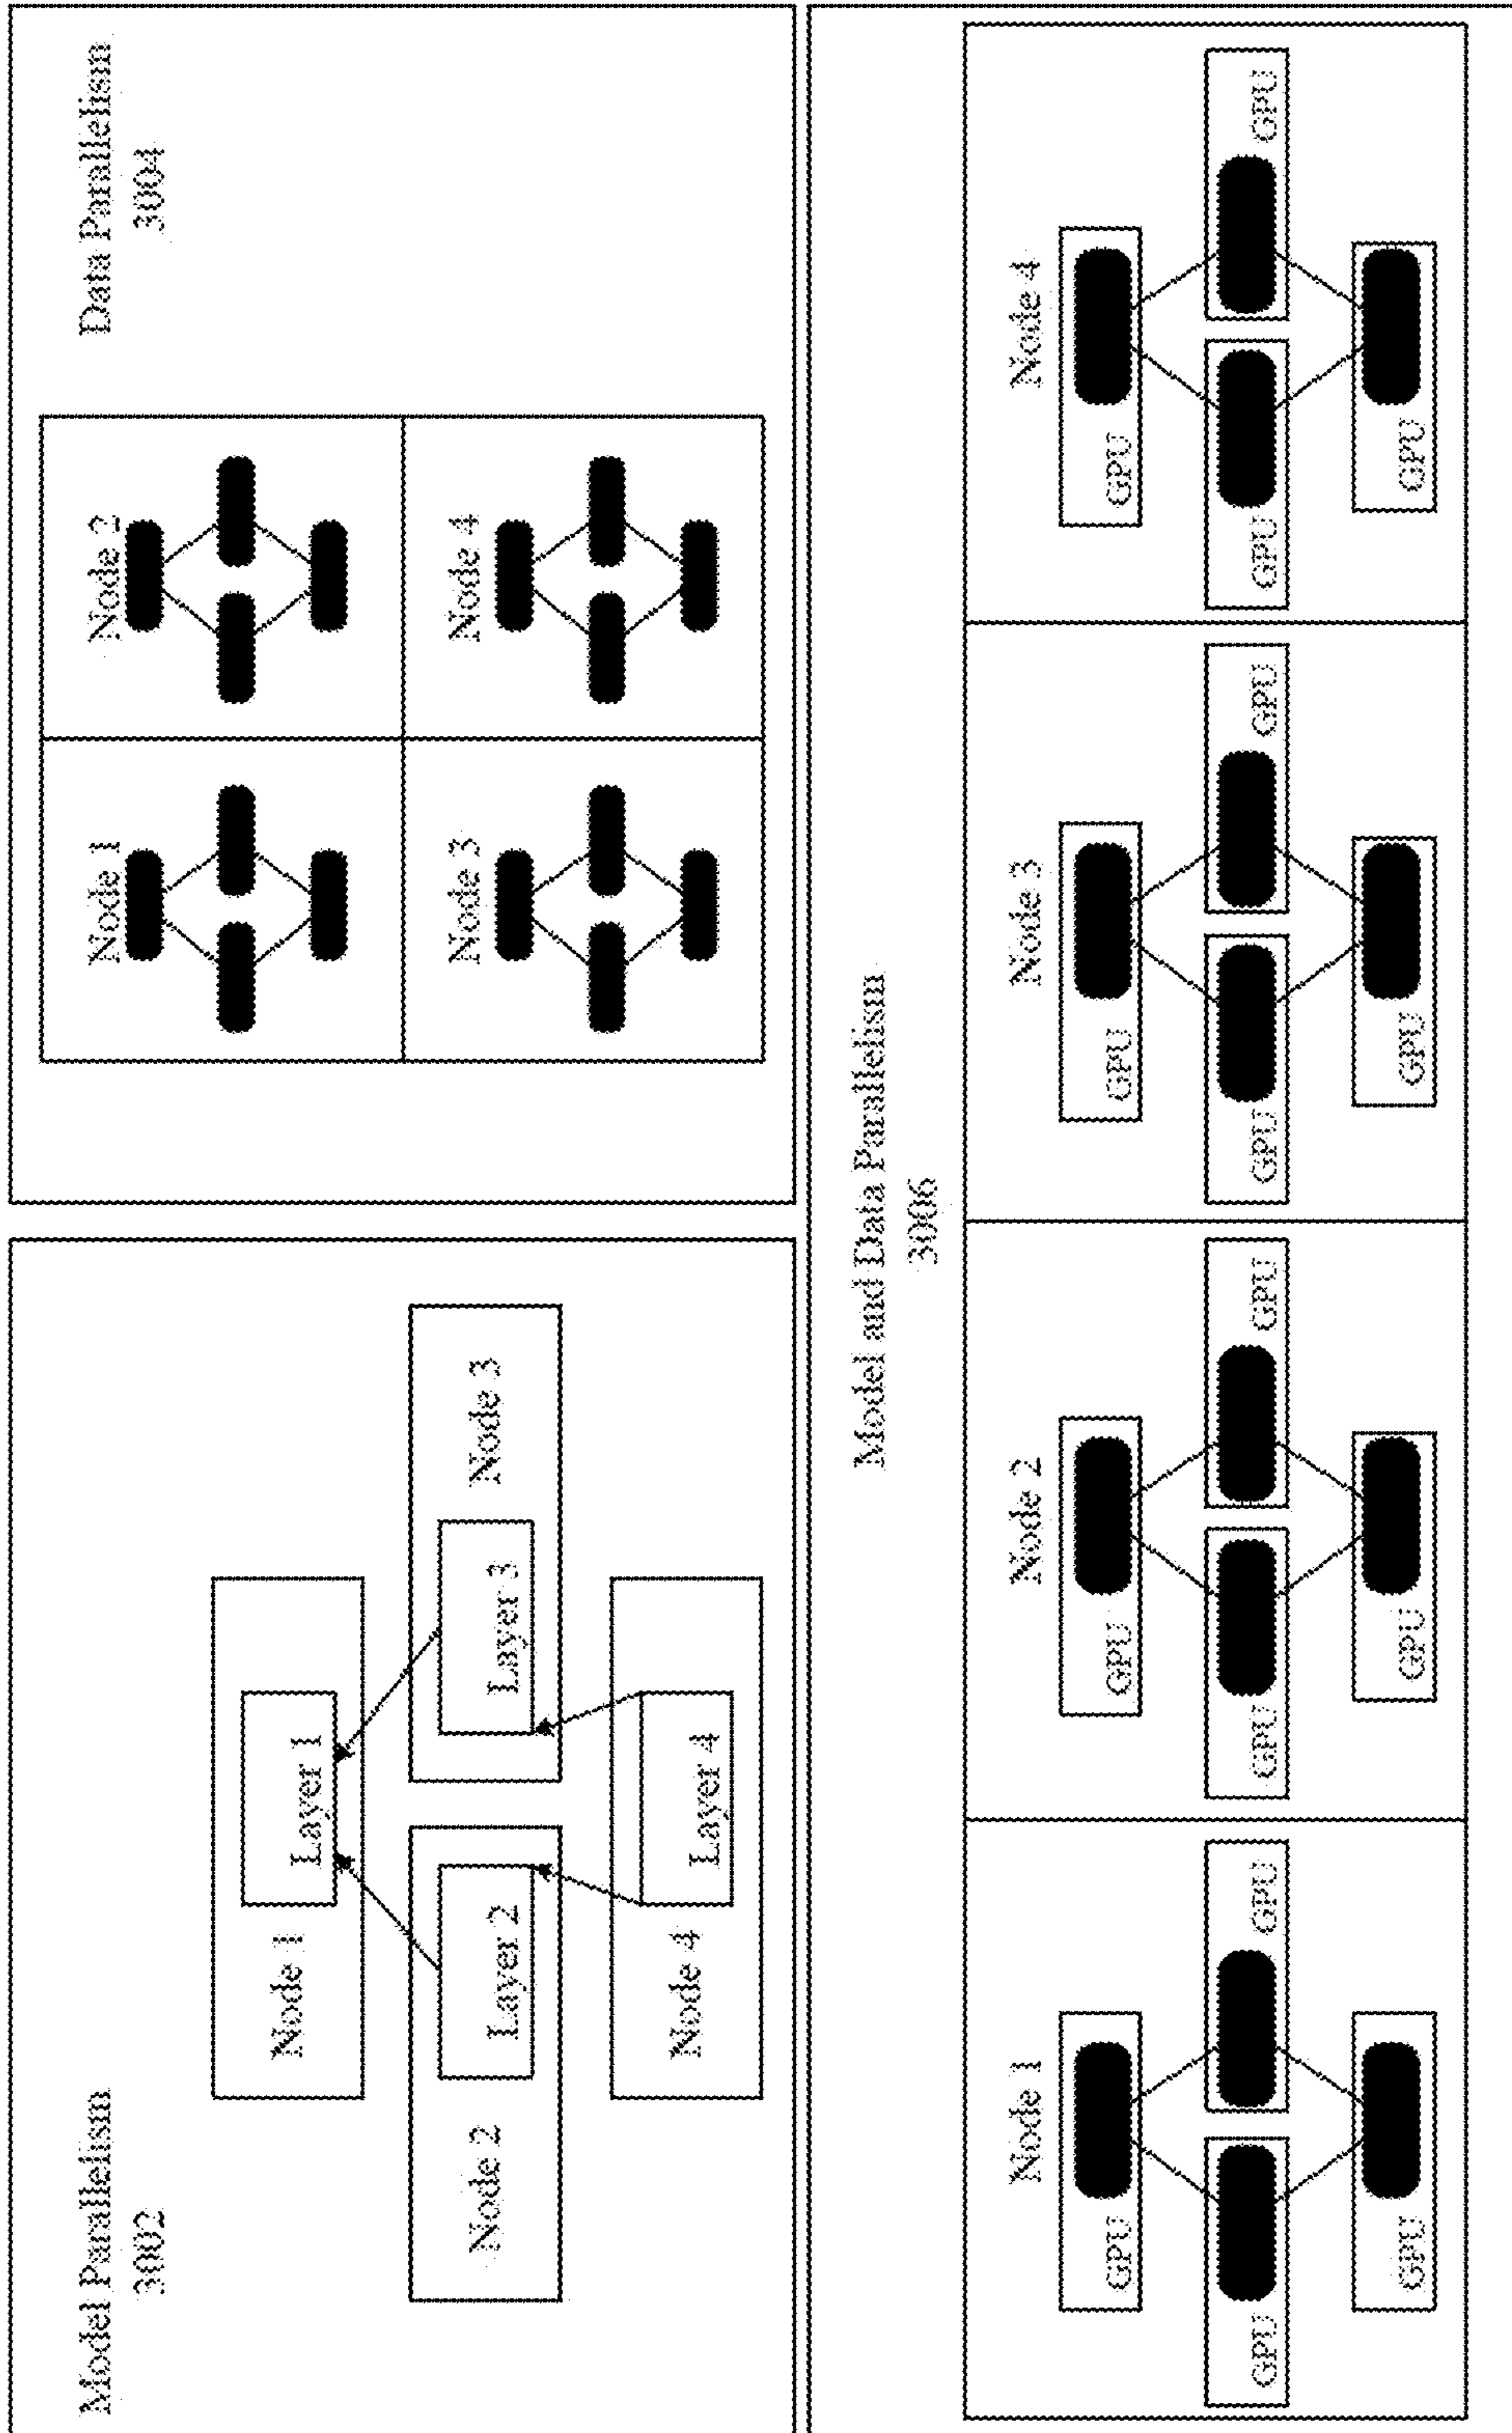 Model Parallelism
3002
Node 1
Layer 1
Node 2
Layer 2
Layer 3
Node 3
Node 4
Layer 4
Data Parallelism
3004
Node 1
Node 2
Node 3
Node 4
Model and Data Parallelism
3006
Node 1
GPU
GPU
GPU
GPU
Node 2
GPU
GPU
GPU
GPU
Node 3
GPU
GPU
GPU
GPU
Node 4
GPU
GPU
GPU
GPU